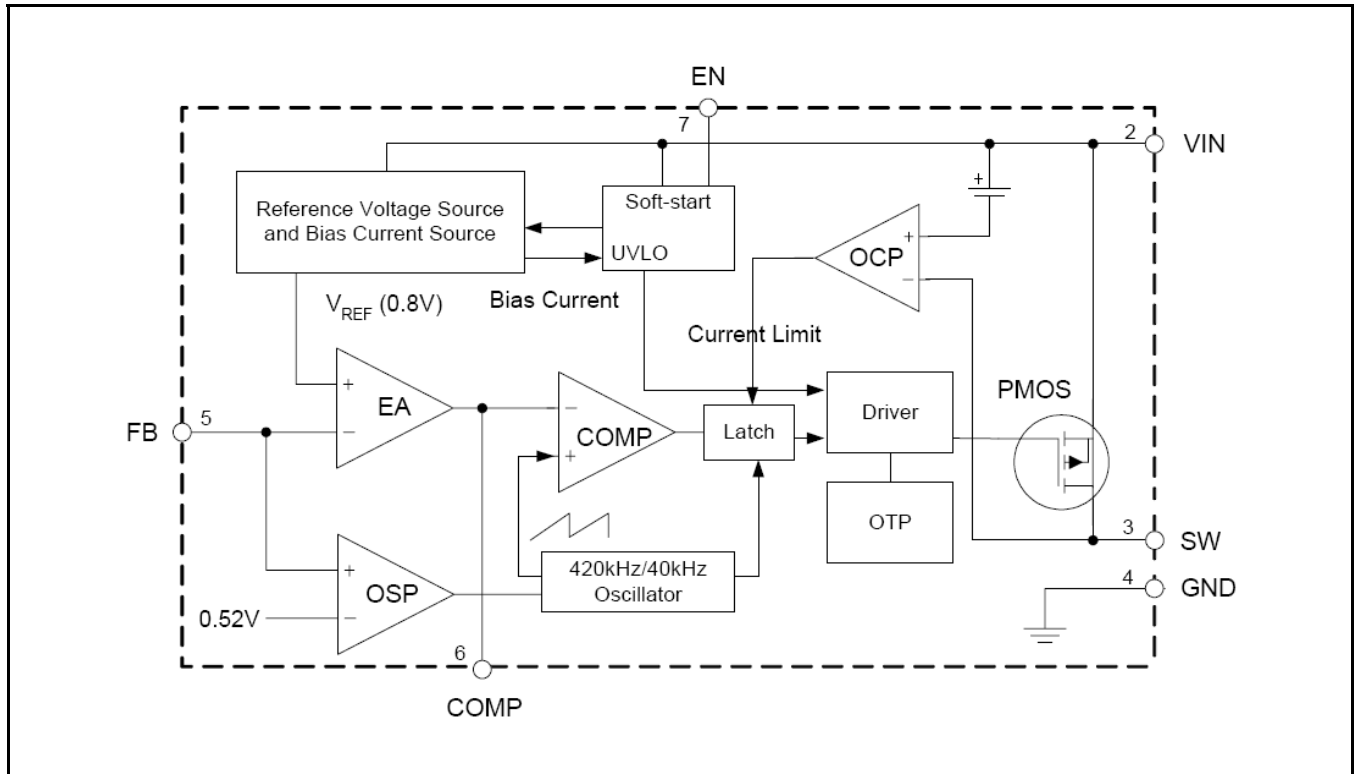 EN
7
2
VIN
+
Reference Voltage Source
and Bias Current Source
Soft-start
UVLO
+
OCP
−
V_REF (0.8V)
Bias Current
Current Limit
PMOS
+
EA
−
−
COMP
+
Latch
Driver
5
FB
OTP
3
SW
420kHz/40kHz
Oscillator
4
GND
+
OSP
−
0.52V
6
COMP